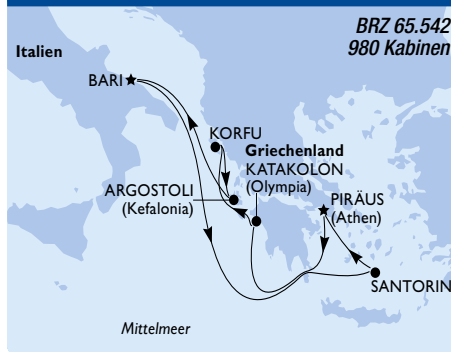 BRZ 65.542
980 Kabinen
Italien
BARI
KORFU
Griechenland
KATAKOLON
(Olympia)
ARGOSTOLI
(Kefalonia)
PIRÄUS
(Athen)
SANTORIN
Mittelmeer